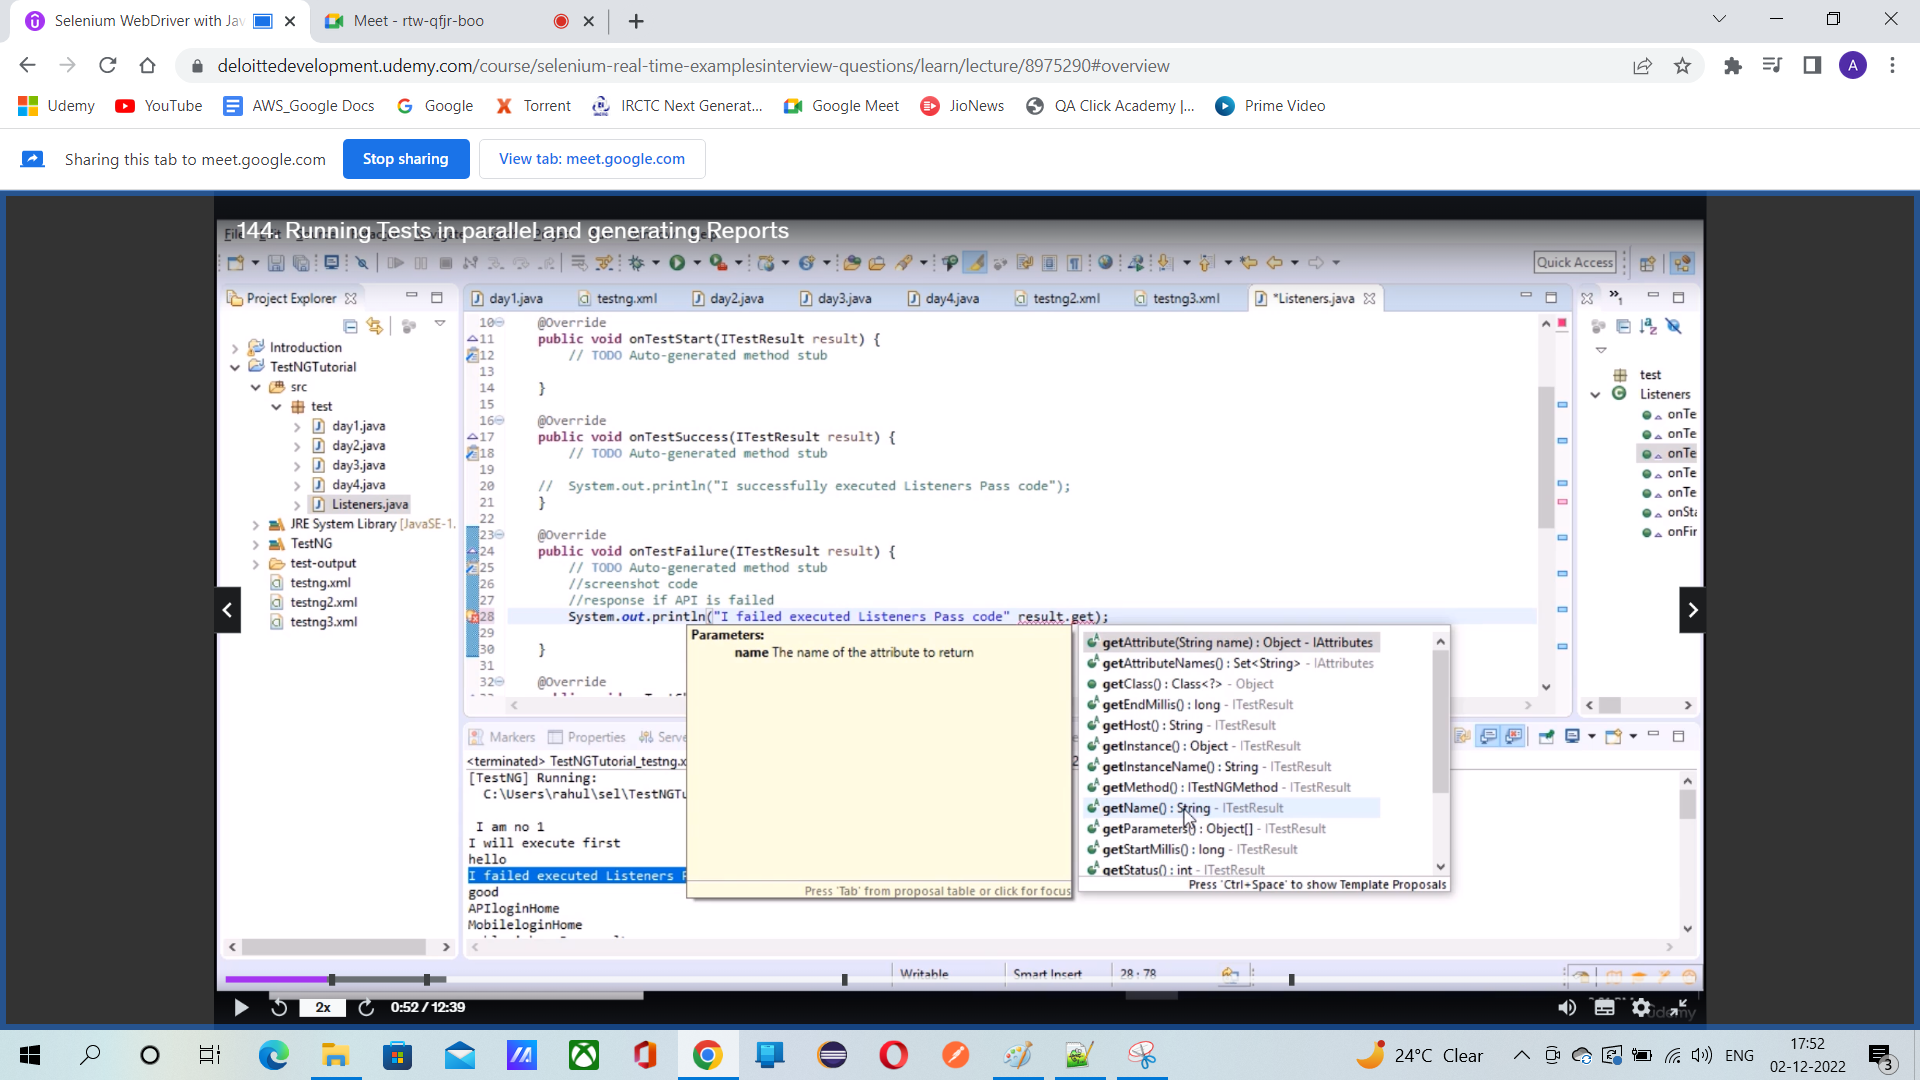 Selenium WebDriver with Jav
Meet - rtw-qfjr-boo
deloittedevelopment.udemy.com/course/selenium-real-time-examplesinterview-questions/learn/lecture/8975290#overview
A
Udemy
YouTube
AWS_Google Docs
Google
Torrent
IRCTC Next Generat...
Google Meet
JioNews
QA Click Academy |...
Prime Video
Sharing this tab to meet.google.com
Stop sharing
View tab: meet.google.com
144. Running Tests in parallel and generating Reports
Quick Access
Project Explorer
day1.java
testng.xml
day2.java
day3.java
day4.java
testng2.xml
testng3.xml
*Listeners.java
Introduction
TestNGTutorial
src
test
day1.java
day2.java
day3.java
day4.java
Listeners.java
JRE System Library [JavaSE-1.
TestNG
test-output
testng.xml
testng2.xml
testng3.xml
10 @Override
11 public void onTestStart(ITestResult result) {
12 // TODO Auto-generated method stub
13
14 }
15
16 @Override
17 public void onTestSuccess(ITestResult result) {
18 // TODO Auto-generated method stub
19
20 // System.out.println("I successfully executed Listeners Pass code");
21 }
22
23 @Override
24 public void onTestFailure(ITestResult result) {
25 // TODO Auto-generated method stub
26 //screenshot code
27 //response if API is failed
28 System.out.println("I failed executed Listeners Pass code" result.get);
29
30 }
31
32 @Override
Parameters:
name The name of the attribute to return
Press 'Tab' from proposal table or click for focus
getAttribute(String name) : Object - IAttributes
getAttributeNames() : Set<String> - IAttributes
getClass() : Class<?> - Object
getEndMillis() : long - ITestResult
getHost() : String - ITestResult
getInstance() : Object - ITestResult
getInstanceName() : String - ITestResult
getMethod() : ITestNGMethod - ITestResult
getName() : String - ITestResult
getParameters() : Object[] - ITestResult
getStartMillis() : long - ITestResult
getStatus() : int - ITestResult
Press 'Ctrl+Space' to show Template Proposals
test
Listeners
onTe
onTe
onTe
onTe
onTe
onSta
onFir
Markers
Properties
Serve
<terminated> TestNGTutorial_testng.x
[TestNG] Running:
C:\Users\rahul\sel\TestNGTu
I am no 1
I will execute first
hello
I failed executed Listeners P
good
APIloginHome
MobileloginHome
Writable
Smart Insert
28 : 78
2x
0:52 / 12:39
udemy
24°C Clear
ENG
17:52
02-12-2022
3